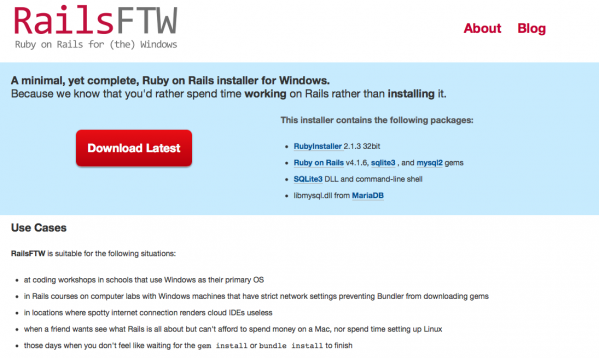 RailsFTW
Ruby on Rails for (the) Windows
About Blog
A minimal, yet complete, Ruby on Rails installer for Windows.
Because we know that you'd rather spend time working on Rails rather than installing it.
Download Latest
This installer contains the following packages:
RubyInstaller 2.1.3 32bit
Ruby on Rails v4.1.6, sqlite3 , and mysql2 gems
SQLite3 DLL and command-line shell
libmysql.dll from MariaDB
Use Cases
RailsFTW is suitable for the following situations:
at coding workshops in schools that use Windows as their primary OS
in Rails courses on computer labs with Windows machines that have strict network settings preventing Bundler from downloading gems
in locations where spotty internet connection renders cloud IDEs useless
when a friend wants see what Rails is all about but can't afford to spend money on a Mac, nor spend time setting up Linux
those days when you don't feel like waiting for the gem install or bundle install to finish